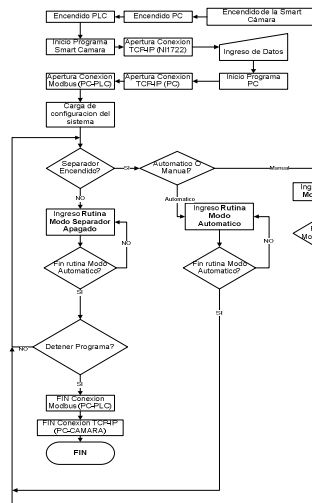 Encendido PLC
Encendido PC
Encendido de la Smart
Cámara
Inicio Programa
Smart Camara
Apertura Conexion
TCP-IP (NI1722)
Ingreso de Datos
Apertura Conexion
Modbus (PC-PLC)
Apertura Conexion
TCP-IP (PC)
Inicio Programa
PC
Carga de
configuracion del
sistema
Separador
Encendido?
SI
Automatico O
Manual?
Manual
NO
Automatico
Ingreso Rutina
Modo Separador
Apagado
Ingreso Rutina
Modo
Automatico
Ing
Mo
NO
NO
Fin rutina Modo
Automatico?
Fin rutina Modo
Automatico?
SI
SI
Detener Programa?
NO
SI
FIN Conexion
Modbus (PC-PLC)
FIN Conexion TCP-IP
(PC-CAMARA)
FIN